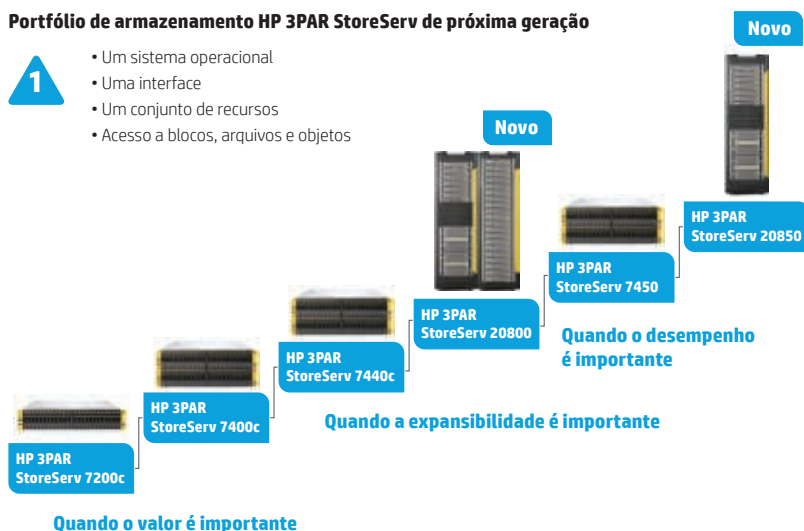 Portfólio de armazenamento HP 3PAR StoreServ de próxima geração
1
• Um sistema operacional
• Uma interface
• Um conjunto de recursos
• Acesso a blocos, arquivos e objetos
Novo
Novo
HP 3PAR
StoreServ 20850
HP 3PAR
StoreServ 7450
HP 3PAR
StoreServ 20800
Quando o desempenho
é importante
HP 3PAR
StoreServ 7440c
HP 3PAR
StoreServ 7400c
Quando a expansibilidade é importante
HP 3PAR
StoreServ 7200c
Quando o valor é importante